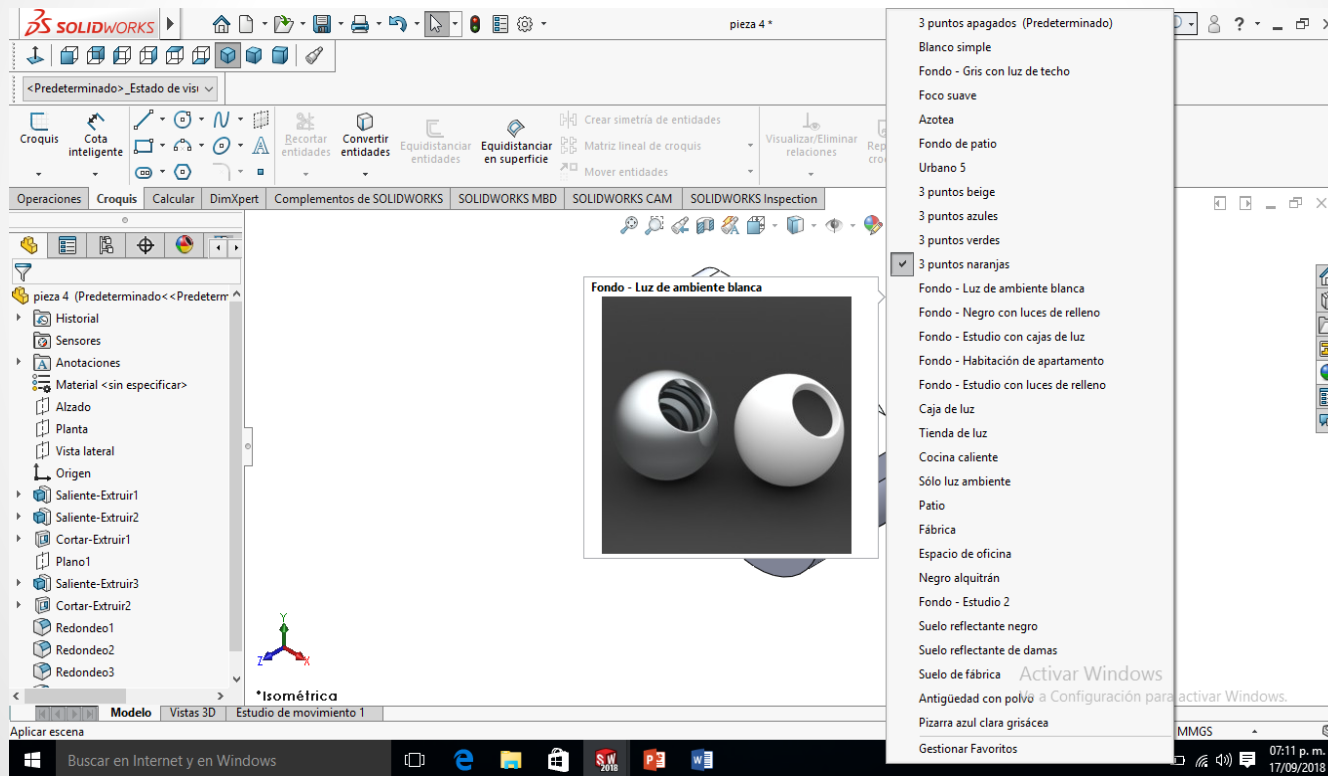 SOLIDWORKS
pieza 4 *
<Predeterminado>_Estado de visı
Croquis
Cota inteligente
Recortar entidades
Convertir entidades
Equidistanciar entidades
Equidistanciar en superficie
Crear simetría de entidades
Matriz lineal de croquis
Mover entidades
Visualizar/Eliminar relaciones
Rep
cro
Operaciones
Croquis
Calcular
DimXpert
Complementos de SOLIDWORKS
SOLIDWORKS MBD
SOLIDWORKS CAM
SOLIDWORKS Inspection
pieza 4 (Predeterminado<<Predeterm
Historial
Sensores
Anotaciones
Material <sin especificar>
Alzado
Planta
Vista lateral
Origen
Saliente-Extruir1
Saliente-Extruir2
Cortar-Extruir1
Plano1
Saliente-Extruir3
Cortar-Extruir2
Redondeo1
Redondeo2
Redondeo3
Fondo - Luz de ambiente blanca
Y
Z
X
*Isométrica
3 puntos apagados (Predeterminado)
Blanco simple
Fondo - Gris con luz de techo
Foco suave
Azotea
Fondo de patio
Urbano 5
3 puntos beige
3 puntos azules
3 puntos verdes
3 puntos naranjas
Fondo - Luz de ambiente blanca
Fondo - Negro con luces de relleno
Fondo - Estudio con cajas de luz
Fondo - Habitación de apartamento
Fondo - Estudio con luces de relleno
Caja de luz
Tienda de luz
Cocina caliente
Sólo luz ambiente
Patio
Fábrica
Espacio de oficina
Negro alquitrán
Fondo - Estudio 2
Suelo reflectante negro
Suelo reflectante de damas
Suelo de fábrica
Antigüedad con polvo
Pizarra azul clara grisácea
Gestionar Favoritos
Activar Windows
Ve a Configuración para activar Windows.
Modelo
Vistas 3D
Estudio de movimiento 1
Aplicar escena
MMGS
Buscar en Internet y en Windows
SW
2018
07:11 p. m.
17/09/2018